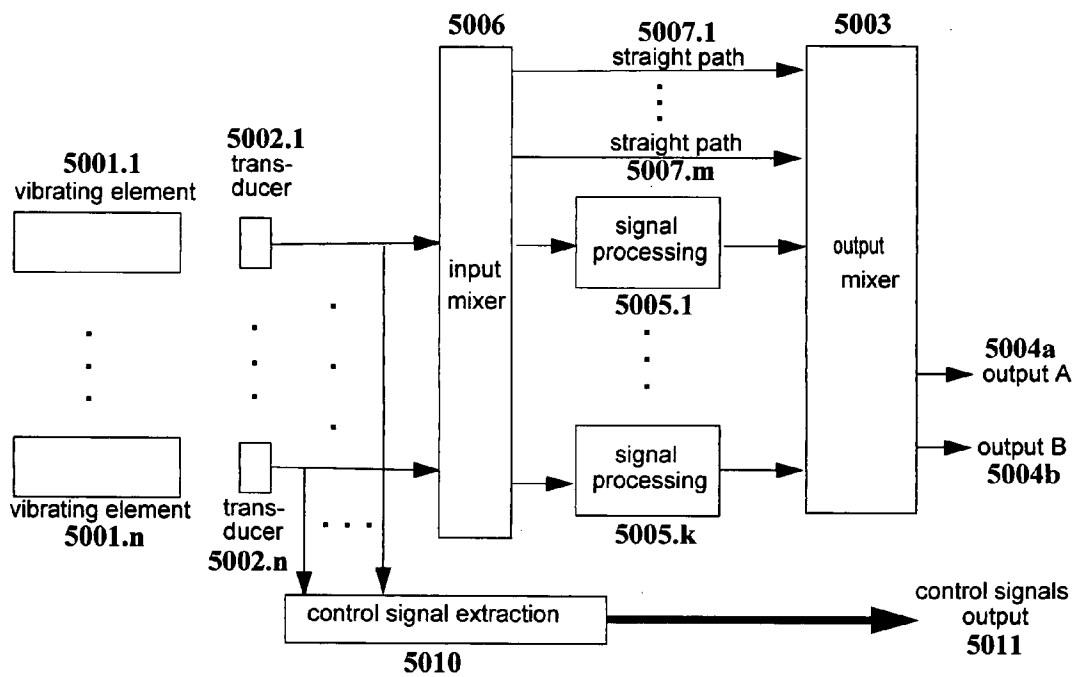 5006
5007.1
straight path
5003
straight path
5007.m
5001.1
vibrating element
5002.1
trans-
ducer
input
mixer
signal
processing
5005.1
output
mixer
5004a
output A
output B
5004b
signal
processing
5005.k
vibrating element
5001.n
trans-
ducer
5002.n
control signal extraction
5010
control signals
output
5011